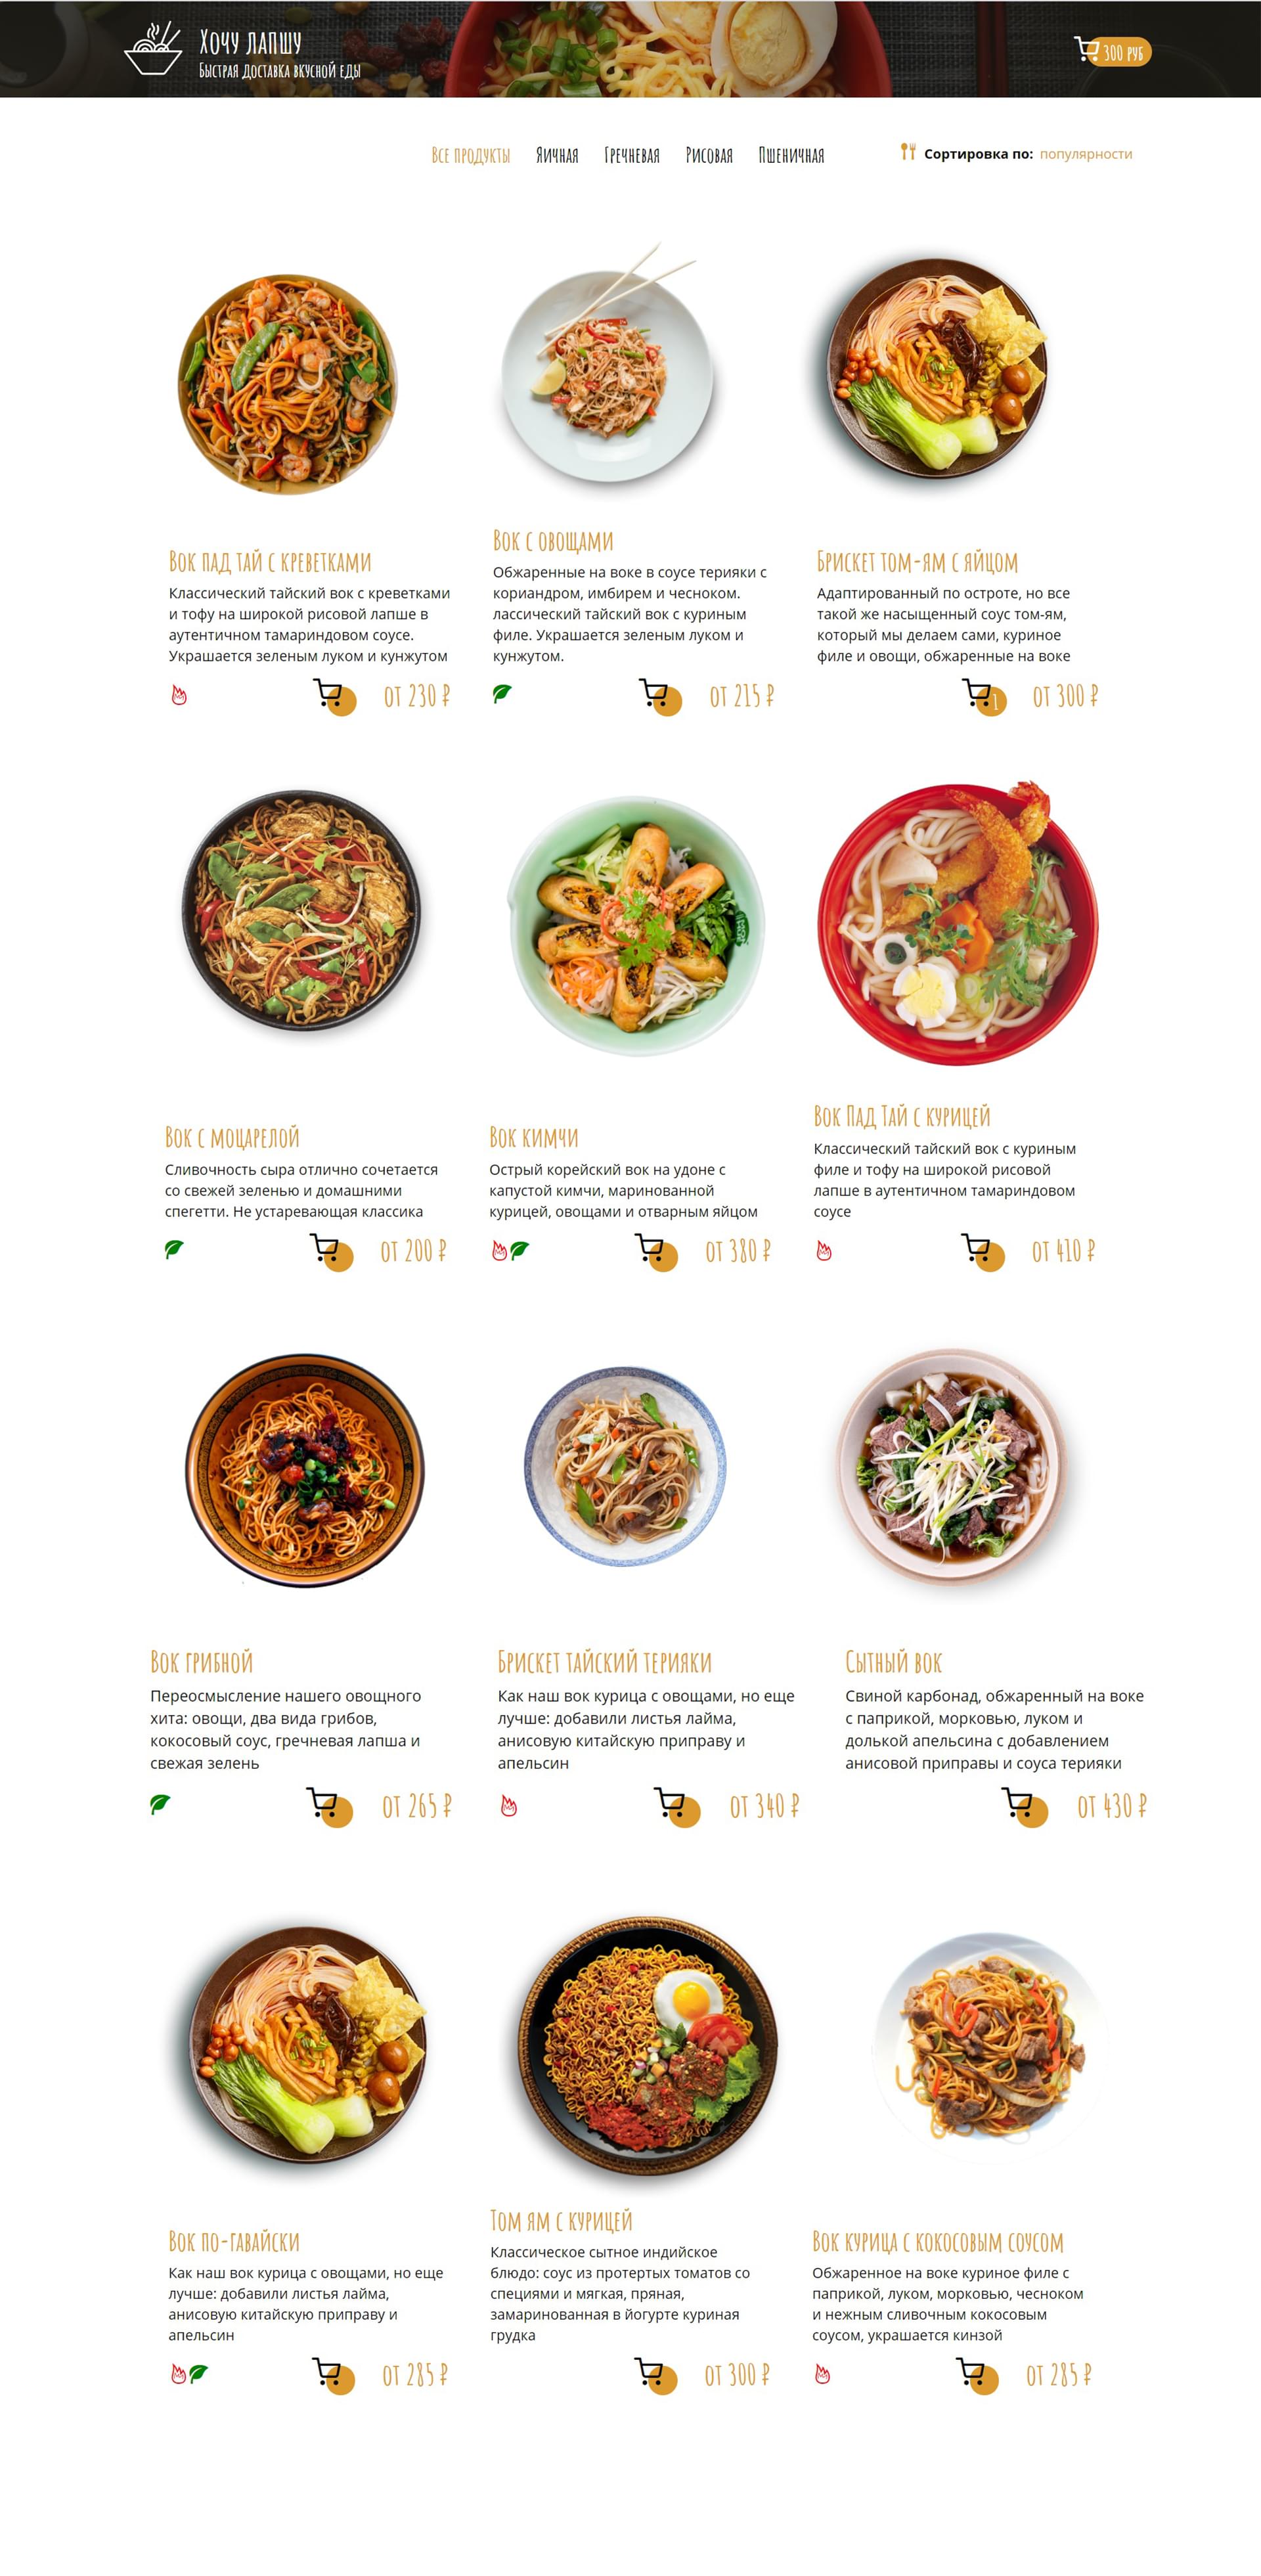 Хочу лапшу
Быстрая доставка вкусной еды
300 руб
Все продукты Яичная Гречневая Рисовая Пшеничная
Сортировка по: популярности
Вок пад тай с креветками
Классический тайский вок с креветками
и тофу на широкой рисовой лапше в
аутентичном тамариндовом соусе.
Украшается зеленым луком и кунжутом
от 230 ₽
Вок с овощами
Обжаренные на воке в соусе терияки с
кориандром, имбирем и чесноком.
лассический тайский вок с куриным
филе. Украшается зеленым луком и
кунжутом.
от 215 ₽
Брискет том-ям с яйцом
Адаптированный по остроте, но все
такой же насыщенный соус том-ям,
который мы делаем сами, куриное
филе и овощи, обжаренные на воке
1
от 300 ₽
Вок с моцарелой
Сливочность сыра отлично сочетается
со свежей зеленью и домашними
спегетти. Не устаревающая классика
от 200 ₽
Вок кимчи
Острый корейский вок на удоне с
капустой кимчи, маринованной
курицей, овощами и отварным яйцом
от 380 ₽
Вок Пад Тай с курицей
Классический тайский вок с куриным
филе и тофу на широкой рисовой
лапше в аутентичном тамариндовом
соусе
от 410 ₽
Вок грибной
Переосмысление нашего овощного
хита: овощи, два вида грибов,
кокосовый соус, гречневая лапша и
свежая зелень
от 265 ₽
Брискет тайский терияки
Как наш вок курица с овощами, но еще
лучше: добавили листья лайма,
анисовую китайскую приправу и
апельсин
от 340 ₽
Сытный вок
Свиной карбонад, обжаренный на воке
с паприкой, морковью, луком и
долькой апельсина с добавлением
анисовой приправы и соуса терияки
от 430 ₽
Вок по-гавайски
Как наш вок курица с овощами, но еще
лучше: добавили листья лайма,
анисовую китайскую приправу и
апельсин
от 285 ₽
Том ям с курицей
Классическое сытное индийское
блюдо: соус из протертых томатов со
специями и мягкая, пряная,
замаринованная в йогурте куриная
грудка
от 300 ₽
Вок курица с кокосовым соусом
Обжаренное на воке куриное филе с
паприкой, луком, морковью, чесноком
и нежным сливочным кокосовым
соусом, украшается кинзой
от 285 ₽